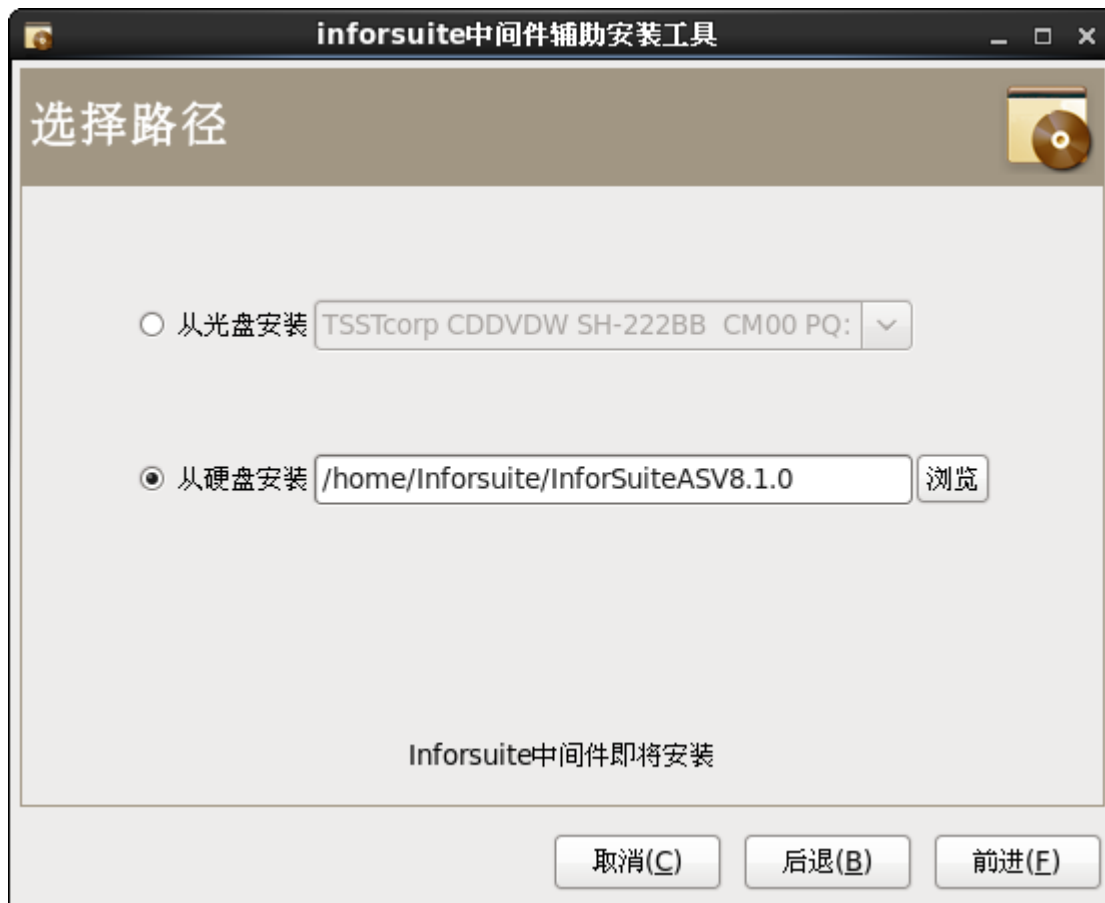 inforsuite中间件辅助安装工具
选择路径
从光盘安装 TSSTcorp CDDVDW SH-222BB CM00 PQ:
从硬盘安装 /home/Inforsuite/InforSuiteASV8.1.0 浏览
Inforsuite中间件即将安装
取消(C) 后退(B) 前进(F)